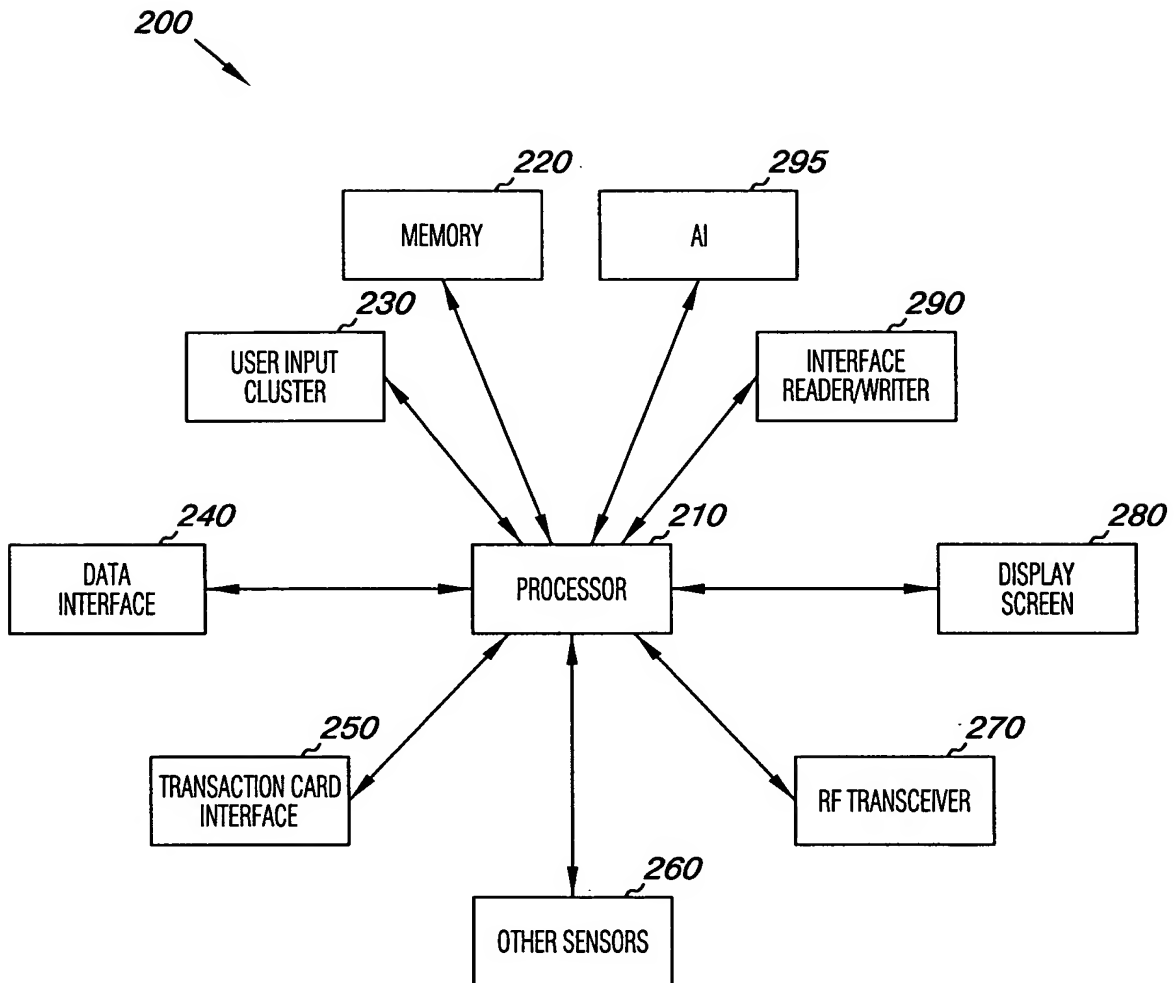 200
220
295
MEMORY
AI
230
290
USER INPUT
CLUSTER
INTERFACE
READER/WRITER
240
210
280
DATA
INTERFACE
PROCESSOR
DISPLAY
SCREEN
250
270
TRANSACTION CARD
INTERFACE
RF TRANSCEIVER
260
OTHER SENSORS